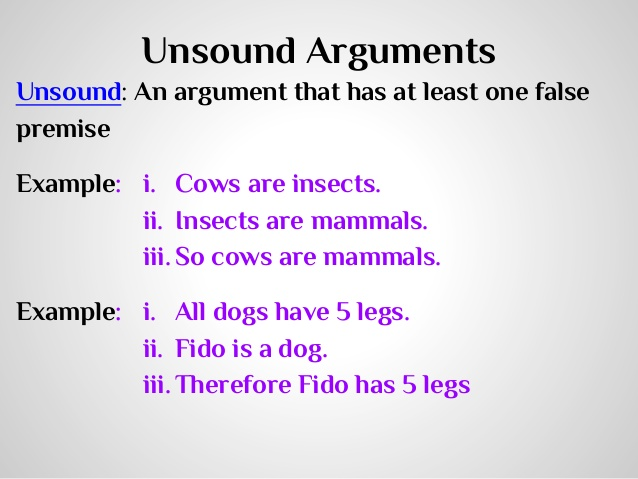 Unsound Arguments
Unsound: An argument that has at least one false
premise
Example: i. Cows are insects.
ii. Insects are mammals.
iii. So cows are mammals.
Example: i. All dogs have 5 legs.
ii. Fido is a dog.
iii. Therefore Fido has 5 legs